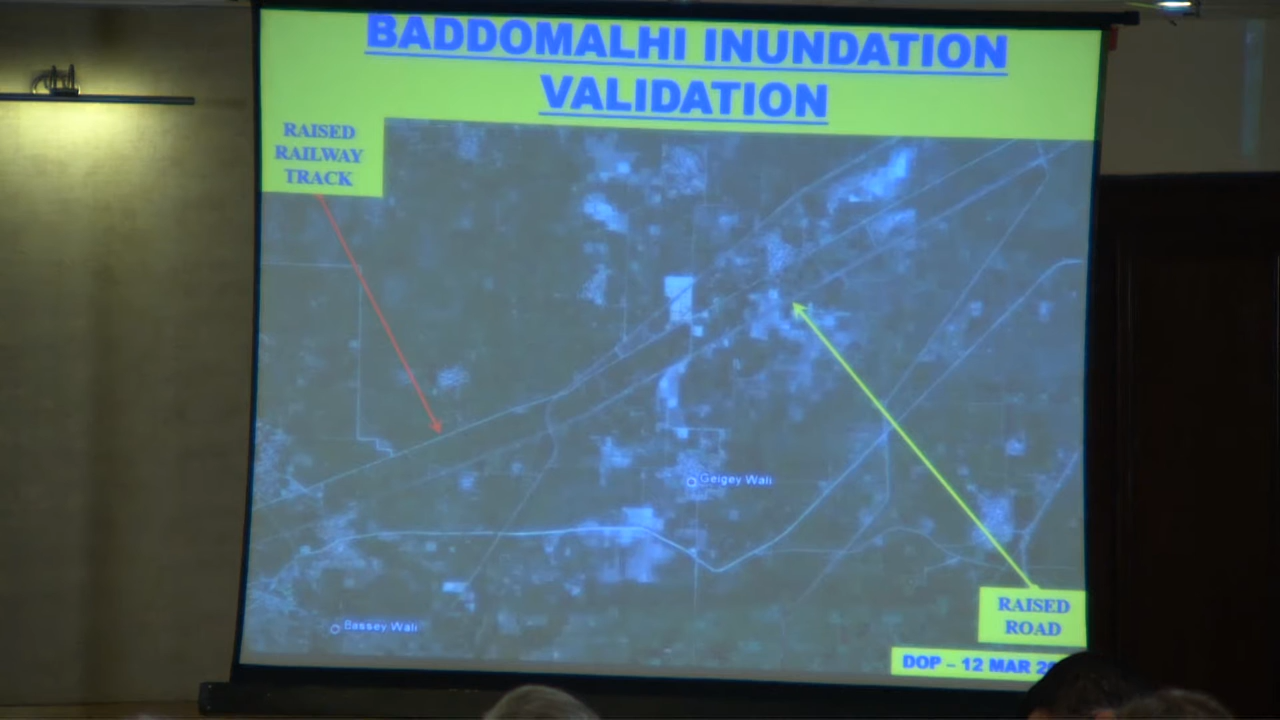 BADDOMALHI INUNDATION
VALIDATION
RAISED
RAILWAY
TRACK
Geigey Wali
Bassey Wali
RAISED
ROAD
DOP – 12 MAR